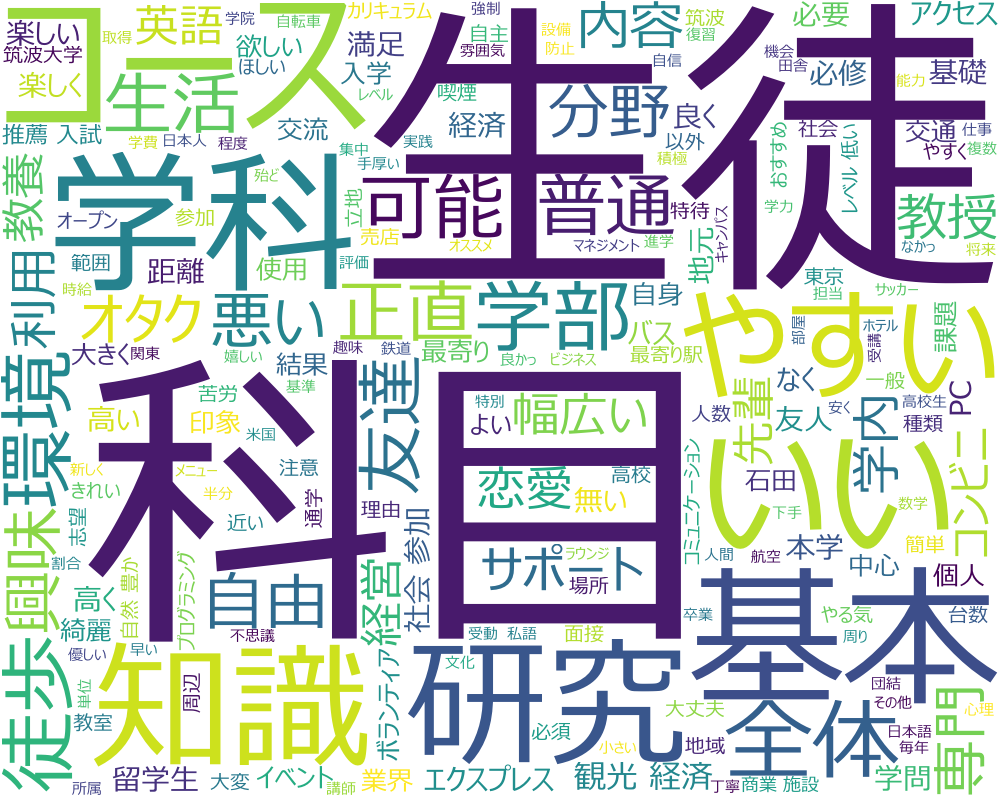 楽しい
学院
自転車
カリキュラム
強制
設備
内容
筑波
必要
アクセス
取得
英語
欲しい
満足
自主
防止
復習
機会
筑波大学
コース
ほしい
雰囲気
自信
田舎
必修
基礎
楽しく
生活
レベル
入学
喫煙
生徒
分野
良く
能力
推薦 入試
交流
実践
経済
以外
社会
交通
仕事
学費
日本人
程度
集中
手厚い
積極
おすすめ
レベル 低い
やすく
複数
教養
学科
殆ど
可能
普通
特待
学力
教授
オープン
参加
立地
売店
オススメ
マネジメント
進学
地元
キャンパス
なかっ
将来
範囲
距離
使用
評価
利用
時給
オタク
悪い
正直
学部
自身
やすい
東京
担当
サッカー
バス
大きく
関東
嬉しい
結果
趣味
鉄道
最寄り
良かっ
ビジネス
最寄り駅
部屋
ホテル
受講
課題
環境
苦労
基準
友達
特別
幅広い
先輩
なく
一般
高い
印象
米国
よい
人数
友人
安く
高校生
種類
PC
新しく
メニュー
科目
注意
恋愛
高校
いい
学内
コンビニ
きれい
半分
無い
コミュニケーション
石田
下手
数学
志望
近い
通学
理由
興味
割合
自然 豊か
プログラミング
自由
経営
社会 参加
サポート
ラウンジ
場所
人間
航空
本学
中心
簡単
個人
高く
綺麗
不思議
受動
私語
面接
卒業
基本
やる気
台数
優しい
早い
周り
徒歩
知識
ボランティア
文化
研究
大丈夫
全体
団結
その他
専門
単位
周辺
教室
必須
小さい
地域
日本語
毎年
心理
所属
留学生
大変
イベント
講師
業界
エクスプレス
観光 経済
丁寧
商業 施設
学問